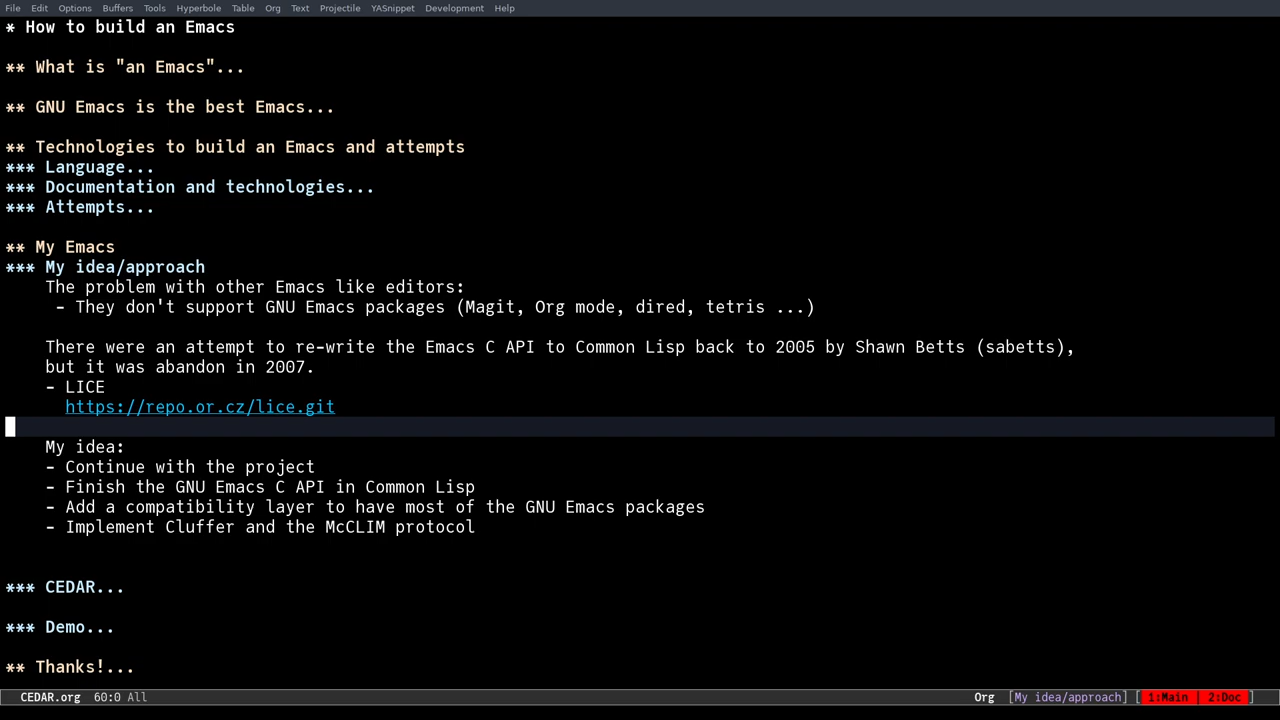 File Edit Options Buffers Tools Hyperbole Table Org Text Projectile YASnippet Development Help
* How to build an Emacs
** What is "an Emacs"...
** GNU Emacs is the best Emacs...
** Technologies to build an Emacs and attempts
*** Language...
*** Documentation and technologies...
*** Attempts...
** My Emacs
*** My idea/approach
The problem with other Emacs like editors:
- They don't support GNU Emacs packages (Magit, Org mode, dired, tetris ...)
There were an attempt to re-write the Emacs C API to Common Lisp back to 2005 by Shawn Betts (sabetts),
but it was abandon in 2007.
- LICE
https://repo.or.cz/lice.git
My idea:
- Continue with the project
- Finish the GNU Emacs C API in Common Lisp
- Add a compatibility layer to have most of the GNU Emacs packages
- Implement Cluffer and the McCLIM protocol
*** CEDAR...
*** Demo...
** Thanks!...
CEDAR.org 60:0 All Org [My idea/approach] [ 1:Main | 2:Doc ]